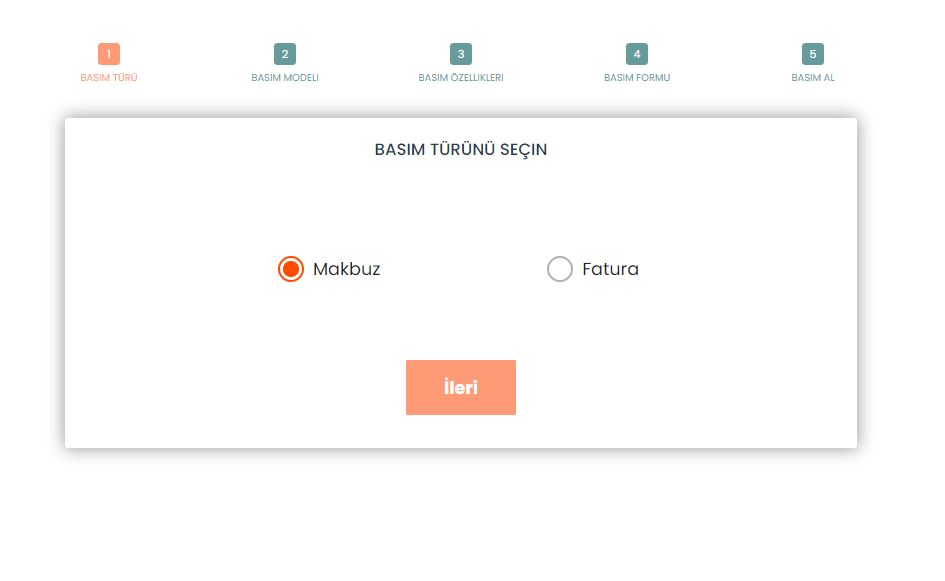 1
2
3
4
5
BASIM TÜRÜ
BASIM MODELI
BASIM ÖZELLIKLERI
BASIM FORMU
BASIM AL
BASIM TÜRÜNÜ SEÇIN
Makbuz
Fatura
İleri